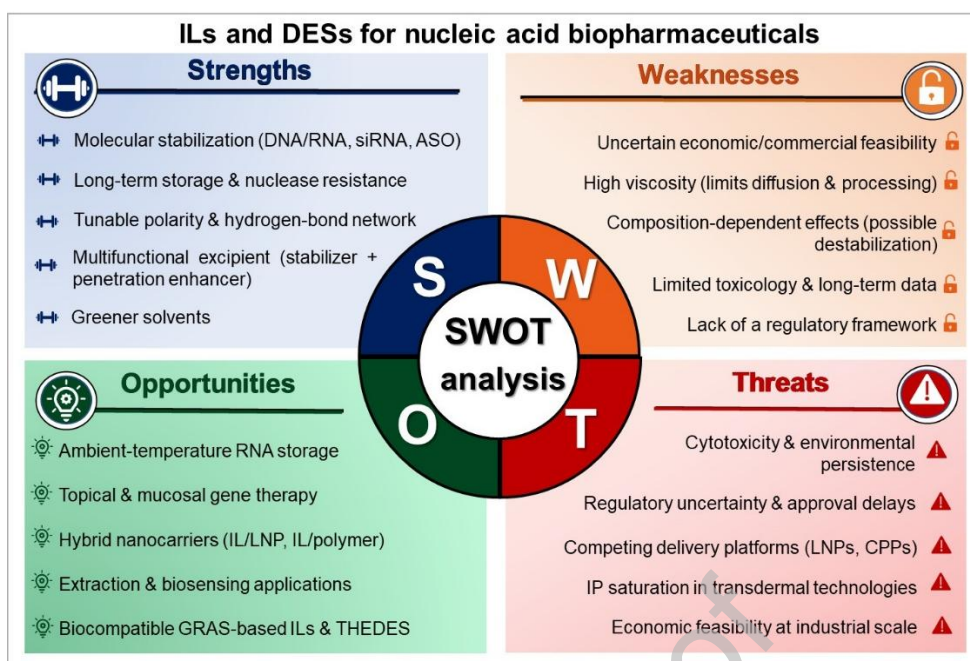 ILs and DESs for nucleic acid biopharmaceuticals
Strengths
Molecular stabilization (DNA/RNA, siRNA, ASO)
Long-term storage & nuclease resistance
Tunable polarity & hydrogen-bond network
Multifunctional excipient (stabilizer +
penetration enhancer)
Greener solvents
Weaknesses
Uncertain economic/commercial feasibility
High viscosity (limits diffusion & processing)
Composition-dependent effects (possible
destabilization)
Limited toxicology & long-term data
Lack of a regulatory framework
S
W
SWOT
analysis
O
T
Opportunities
Ambient-temperature RNA storage
Topical & mucosal gene therapy
Hybrid nanocarriers (IL/LNP, IL/polymer)
Extraction & biosensing applications
Biocompatible GRAS-based ILs & THEDES
Threats
Cytotoxicity & environmental
persistence
Regulatory uncertainty & approval delays
Competing delivery platforms (LNPs, CPPs)
IP saturation in transdermal technologies
Economic feasibility at industrial scale
of